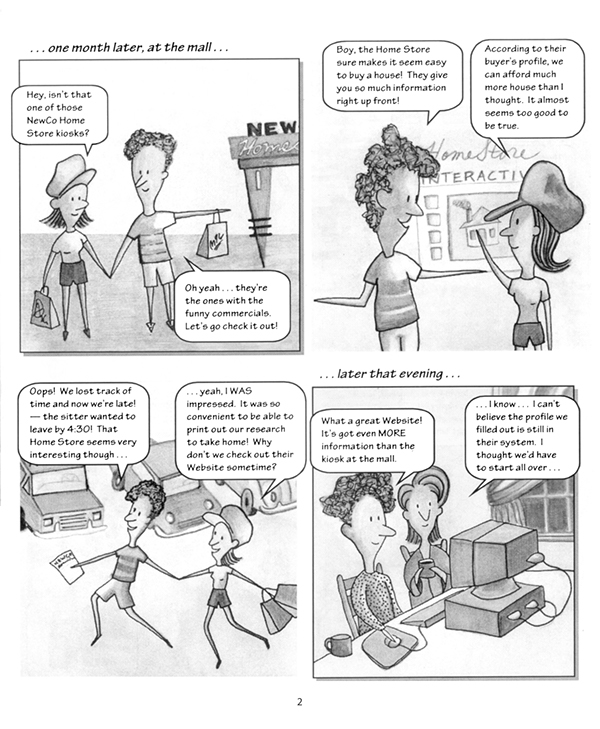 . . . one month later, at the mall . . .
Hey, isn't that
one of those
NewCo Home
Store kiosks?
NEW
Home
Oh yeah . . . they're
the ones with the
funny commercials.
Let's go check it out!
Boy, the Home Store
sure makes it seem easy
to buy a house! They give
you so much information
right up front!
According to their
buyer's profile, we
can afford much
more house than I
thought. It almost
seems too good to
be true.
HomeStore
INTERACTIV
Oops! We lost track of
time and now we're late!
— the sitter wanted to
leave by 4:30! That
Home Store seems very
interesting though . . .
. . . yeah, I WAS
impressed. It was so
convenient to be able to
print out our research
to take home! Why
don't we check out their
Website sometime?
NEWCO
. . . later that evening . . .
What a great Website!
It's got even MORE
information than the
kiosk at the mall.
. . . I know . . . I can't
believe the profile we
filled out is still in
their system. I
thought we'd have
to start all over . . .
2